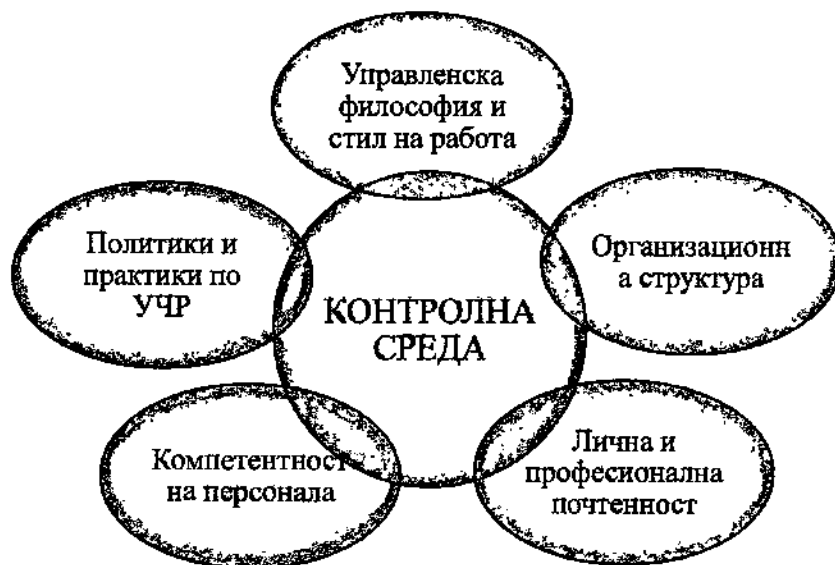 Управленска
философия и
стил на работа
Политики и
практики по
УЧР
Организационн
а структура
КОНТРОЛНА
СРЕДА
Компетентност
на персонала
Лична и
професионална
почтеност